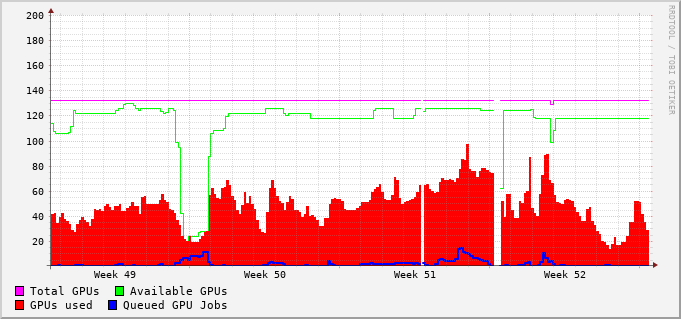 200
180
160
140
120
100
80
60
40
20
Week 49 Week 50 Week 51 Week 52
Total GPUs Available GPUs
GPUs used Queued GPU Jobs
RRDTOOL / TOBI OETIKER